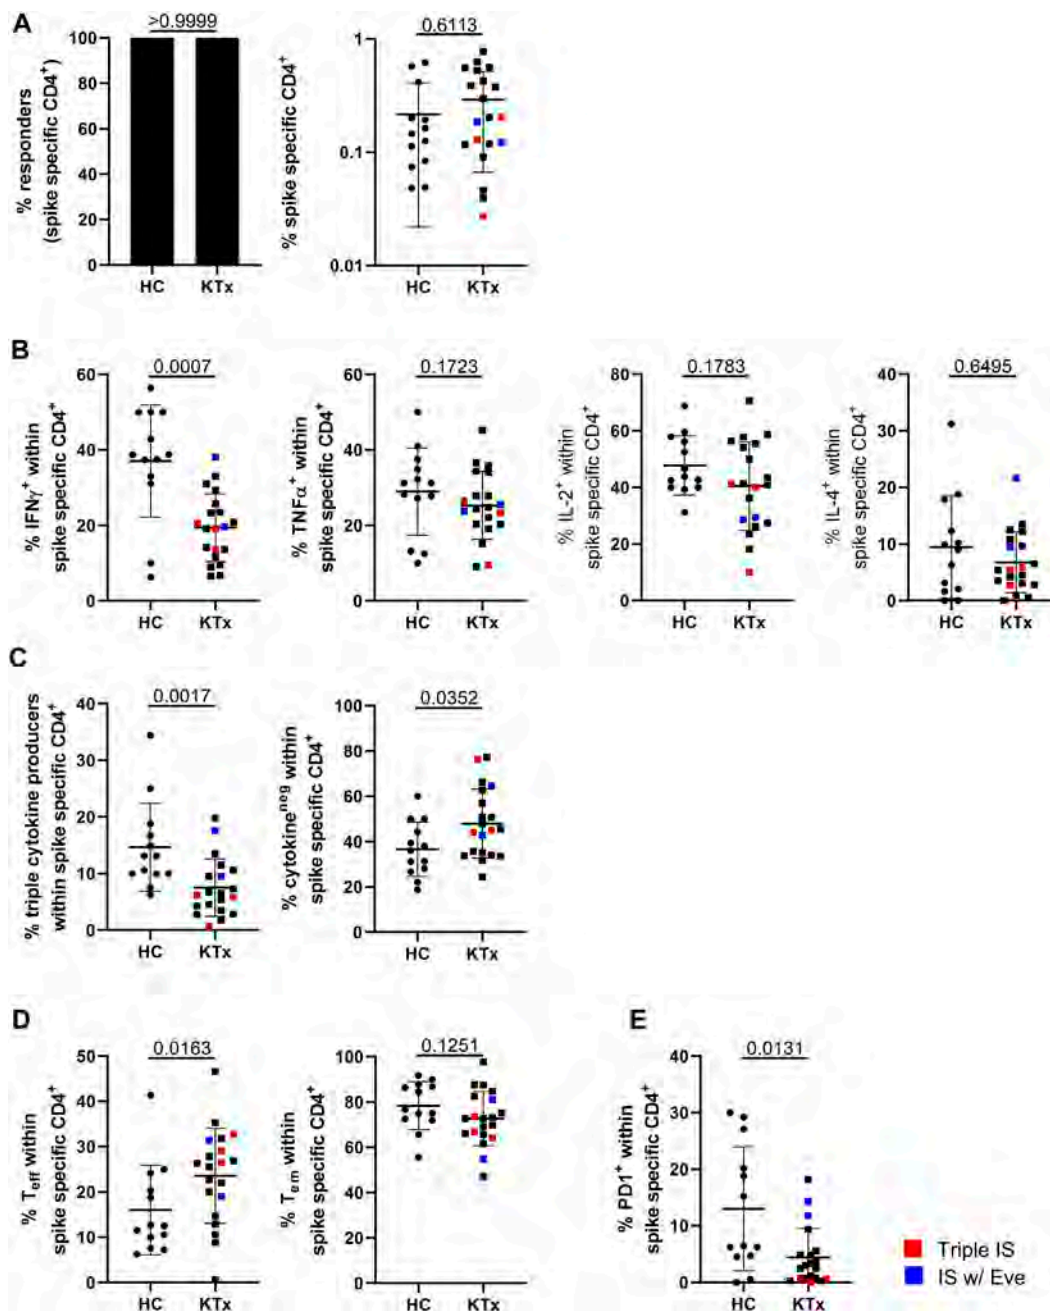 A
>0.9999
% responders
(spike specific CD4+)
100
80
60
40
20
0
HC KTx
0.6113
% spike specific CD4+
1
0.1
0.01
HC KTx
B
0.0007
% IFNγ+ within
spike specific CD4+
60
40
20
0
HC KTx
0.1723
% TNFα+ within
spike specific CD4+
60
40
20
0
HC KTx
0.1783
% IL-2+ within
spike specific CD4+
80
60
40
20
0
HC KTx
0.6495
% IL-4+ within
spike specific CD4+
40
30
20
10
0
HC KTx
C
0.0017
% triple cytokine producers
within spike specific CD4+
40
30
20
10
0
HC KTx
0.0352
% cytokineneg within
spike specific CD4+
100
80
60
40
20
0
HC KTx
D
0.0163
% Teff within
spike specific CD4+
50
40
30
20
10
0
HC KTx
0.1251
% Tem within
spike specific CD4+
100
80
60
40
20
0
HC KTx
E
0.0131
% PD1+ within
spike specific CD4+
40
30
20
10
0
HC KTx
Triple IS
IS w/ Eve